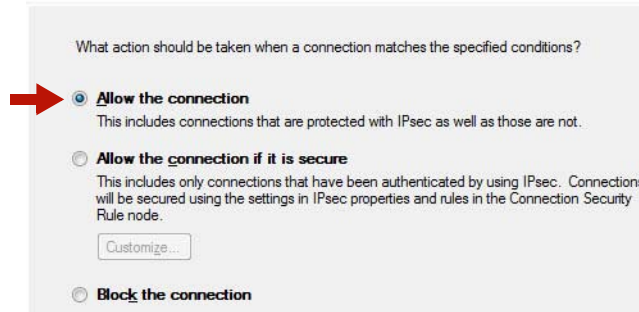 What action should be taken when a connection matches the specified conditions?
Allow the connection
This includes connections that are protected with IPsec as well as those are not.
Allow the connection if it is secure
This includes only connections that have been authenticated by using IPsec. Connections
will be secured using the settings in IPsec properties and rules in the Connection Security
Rule node.
Customize...
Block the connection